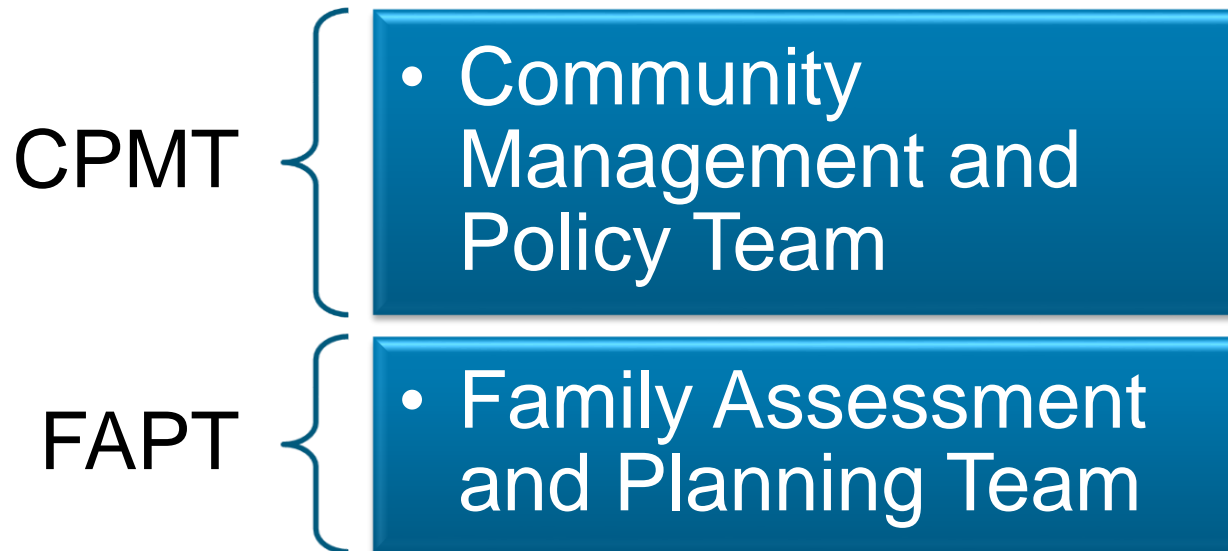 CPMT
• Community
Management and
Policy Team
FAPT
• Family Assessment
and Planning Team